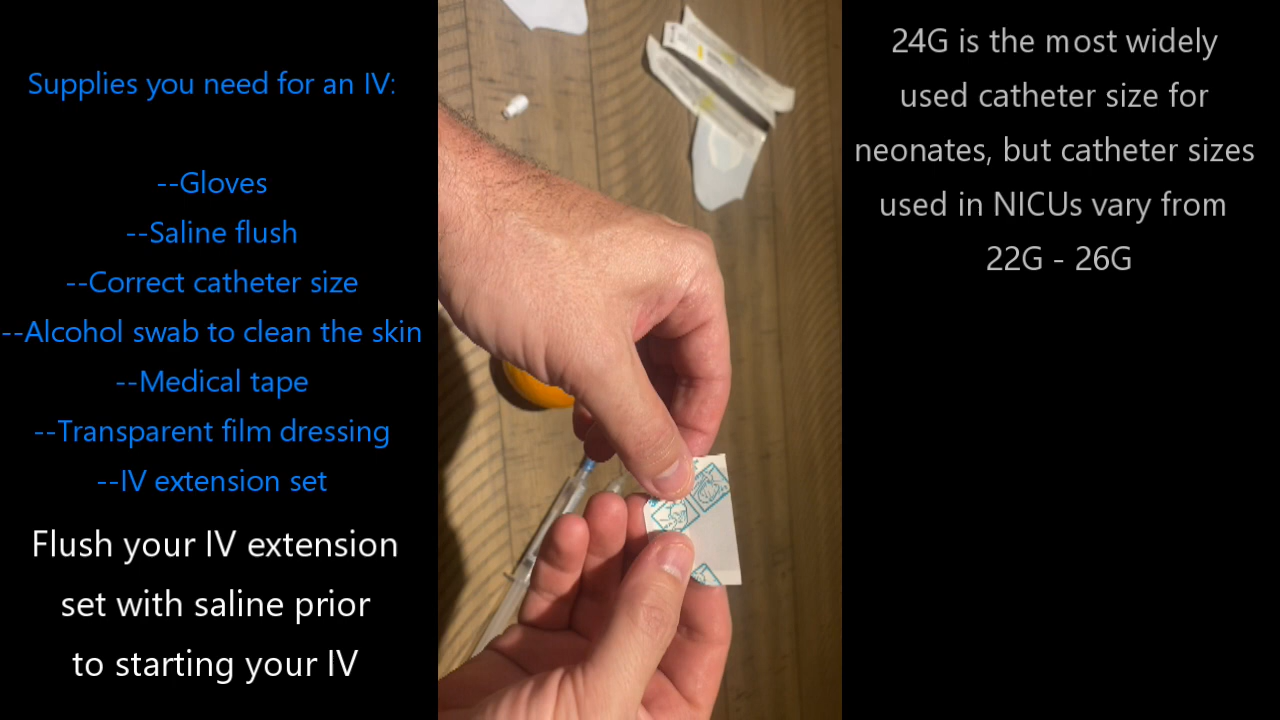 Supplies you need for an IV:
--Gloves
--Saline flush
--Correct catheter size
--Alcohol swab to clean the skin
--Medical tape
--Transparent film dressing
--IV extension set
Flush your IV extension
set with saline prior
to starting your IV
24G is the most widely
used catheter size for
neonates, but catheter sizes
used in NICUs vary from
22G - 26G